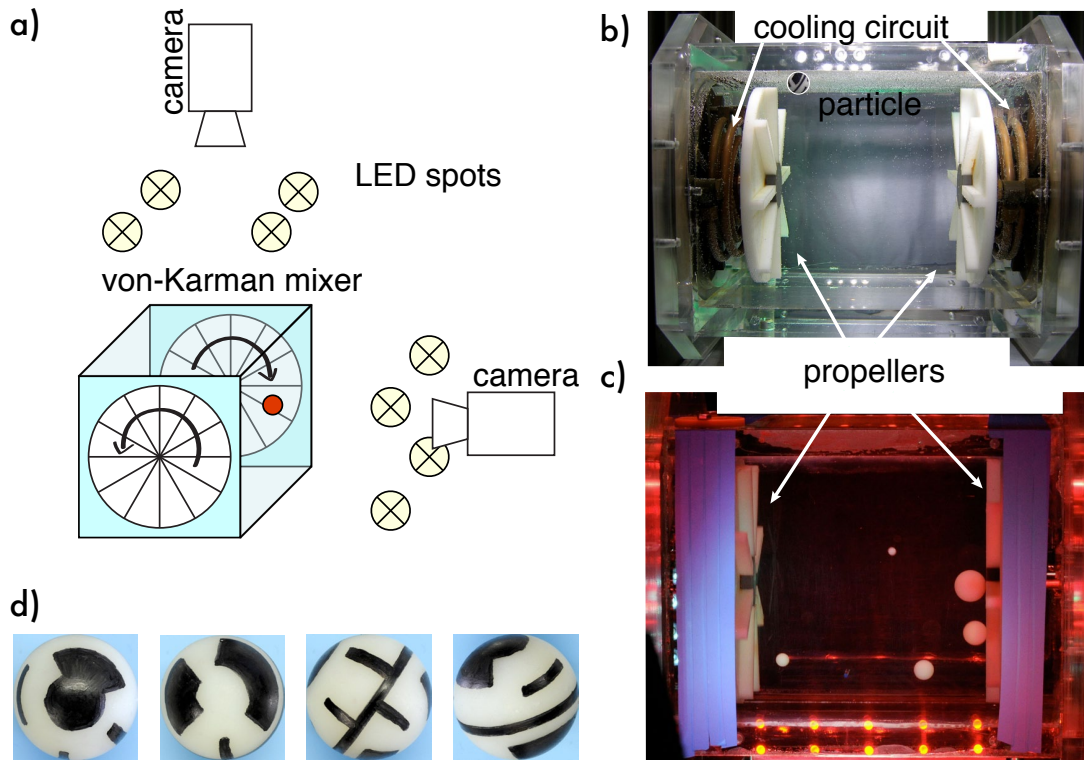 a)
camera
LED spots
von-Karman mixer
camera
b)
cooling circuit
particle
propellers
c)
d)